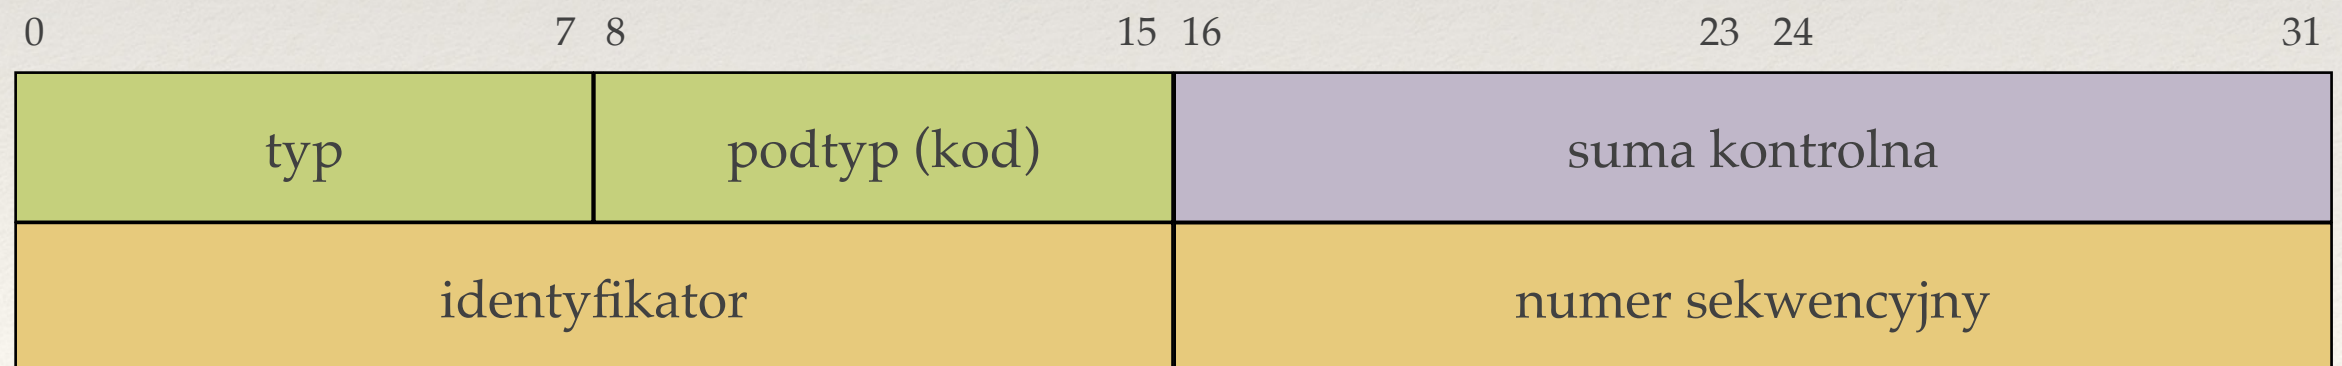 0 7 8 15 16 23 24 31
typ podtyp (kod) suma kontrolna
identyfikator numer sekwencyjny